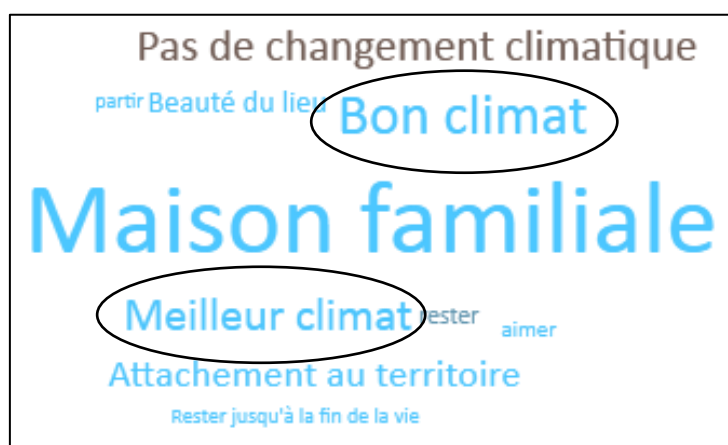 Pas de changement climatique
partir Beauté du lieu Bon climat
Maison familiale
Meilleur climat rester aimer
Attachement au territoire
Rester jusqu'à la fin de la vie